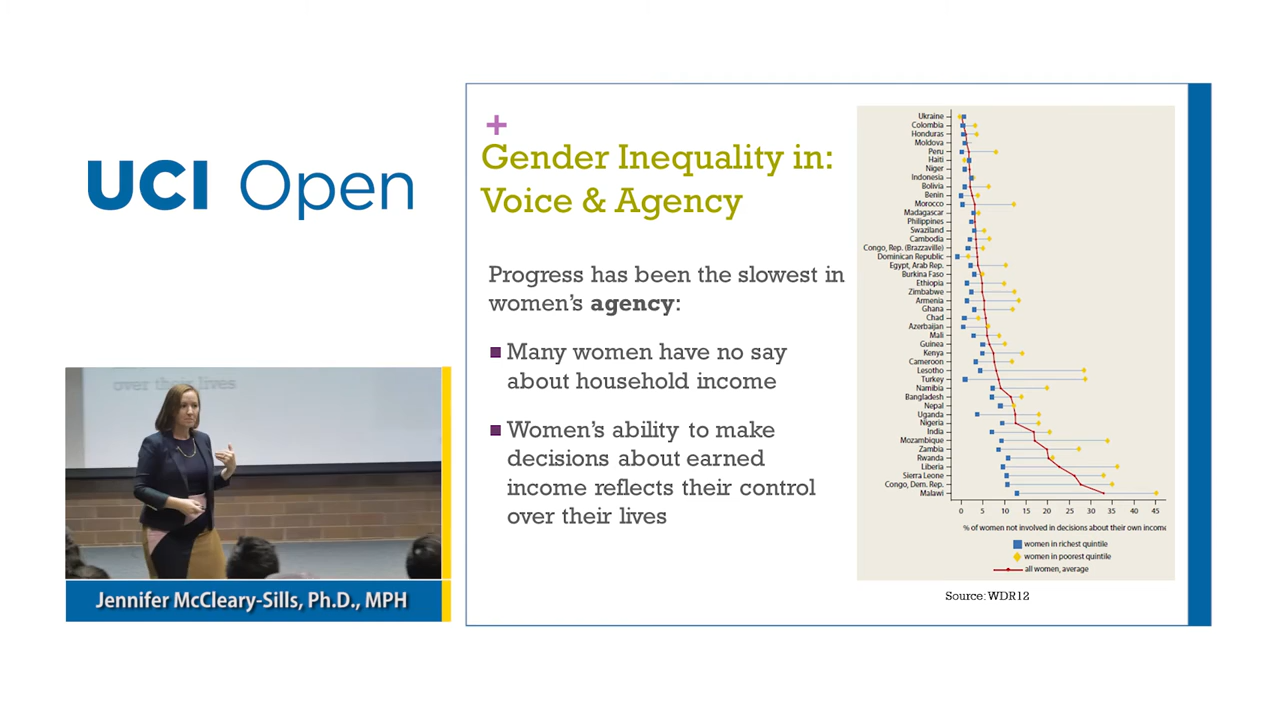 UCI Open
over their lives
Jennifer McCleary-Sills, Ph.D., MPH
+
Gender Inequality in:
Voice & Agency
Progress has been the slowest in
women's agency:
Many women have no say
about household income
Women's ability to make
decisions about earned
income reflects their control
over their lives
Ukraine
Colombia
Honduras
Moldova
Peru
Haiti
Niger
Indonesia
Bolivia
Benin
Morocco
Madagascar
Philippines
Swaziland
Cambodia
Congo, Rep. (Brazzaville)
Dominican Republic
Egypt, Arab Rep.
Burkina Faso
Ethiopia
Zimbabwe
Armenia
Ghana
Chad
Azerbaijan
Mali
Guinea
Kenya
Cameroon
Lesotho
Turkey
Namibia
Bangladesh
Nepal
Uganda
Nigeria
India
Mozambique
Zambia
Rwanda
Liberia
Sierra Leone
Congo, Dem. Rep.
Malawi
0 5 10 15 20 25 30 35 40 45
% of women not involved in decisions about their own income
women in richest quintile
women in poorest quintile
all women, average
Source: WDR12